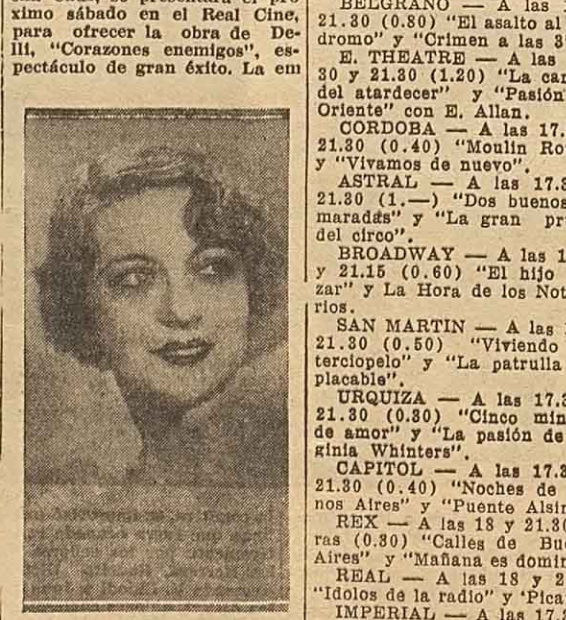 ximo sábado en el Real Cine,
para ofrecer la obra de De-
lli, "Corazones enemigos", es-
pectáculo de gran éxito. La em
BELGRANO — A las
21.30 (0.80) "El asalto al
dromo" y "Crimen a las 3
E. THEATRE — A las
30 y 21.30 (1.20) "La
del atardecer" y "Pasión
Oriente" con E. Allan.
CORDOBA — A las 17.
21.30 (0.40) "Moulin Ro
y "Vivamos de nuevo".
ASTRAL — A las 17.3
21.30 (1.—) "Dos buenos
maradas" y "La gran
del circo".
BROADWAY — A las 1
y 21.15 (0.60) "El hijo
zar" y La Hora de los Not
rios.
SAN MARTIN — A las
21.30 (0.50) "Viviendo
terciopelo" y "La patrulla
placable".
URQUIZA — A las 17.3
21.30 (0.30) "Cinco min
de amor" y "La pasión de
ginia Whinters".
CAPITOL — A las 17.3
21.30 (0.40) "Noches de
nos Aires" y "Puente Alsin
REX — A las 18 y 21.30
ras (0.30) "Calles de Bu
Aires" y "Mañana es domin
REAL — A las 18 y 2
"Idolos de la radio" y 'Pica
IMPERIAL — A las 17.3